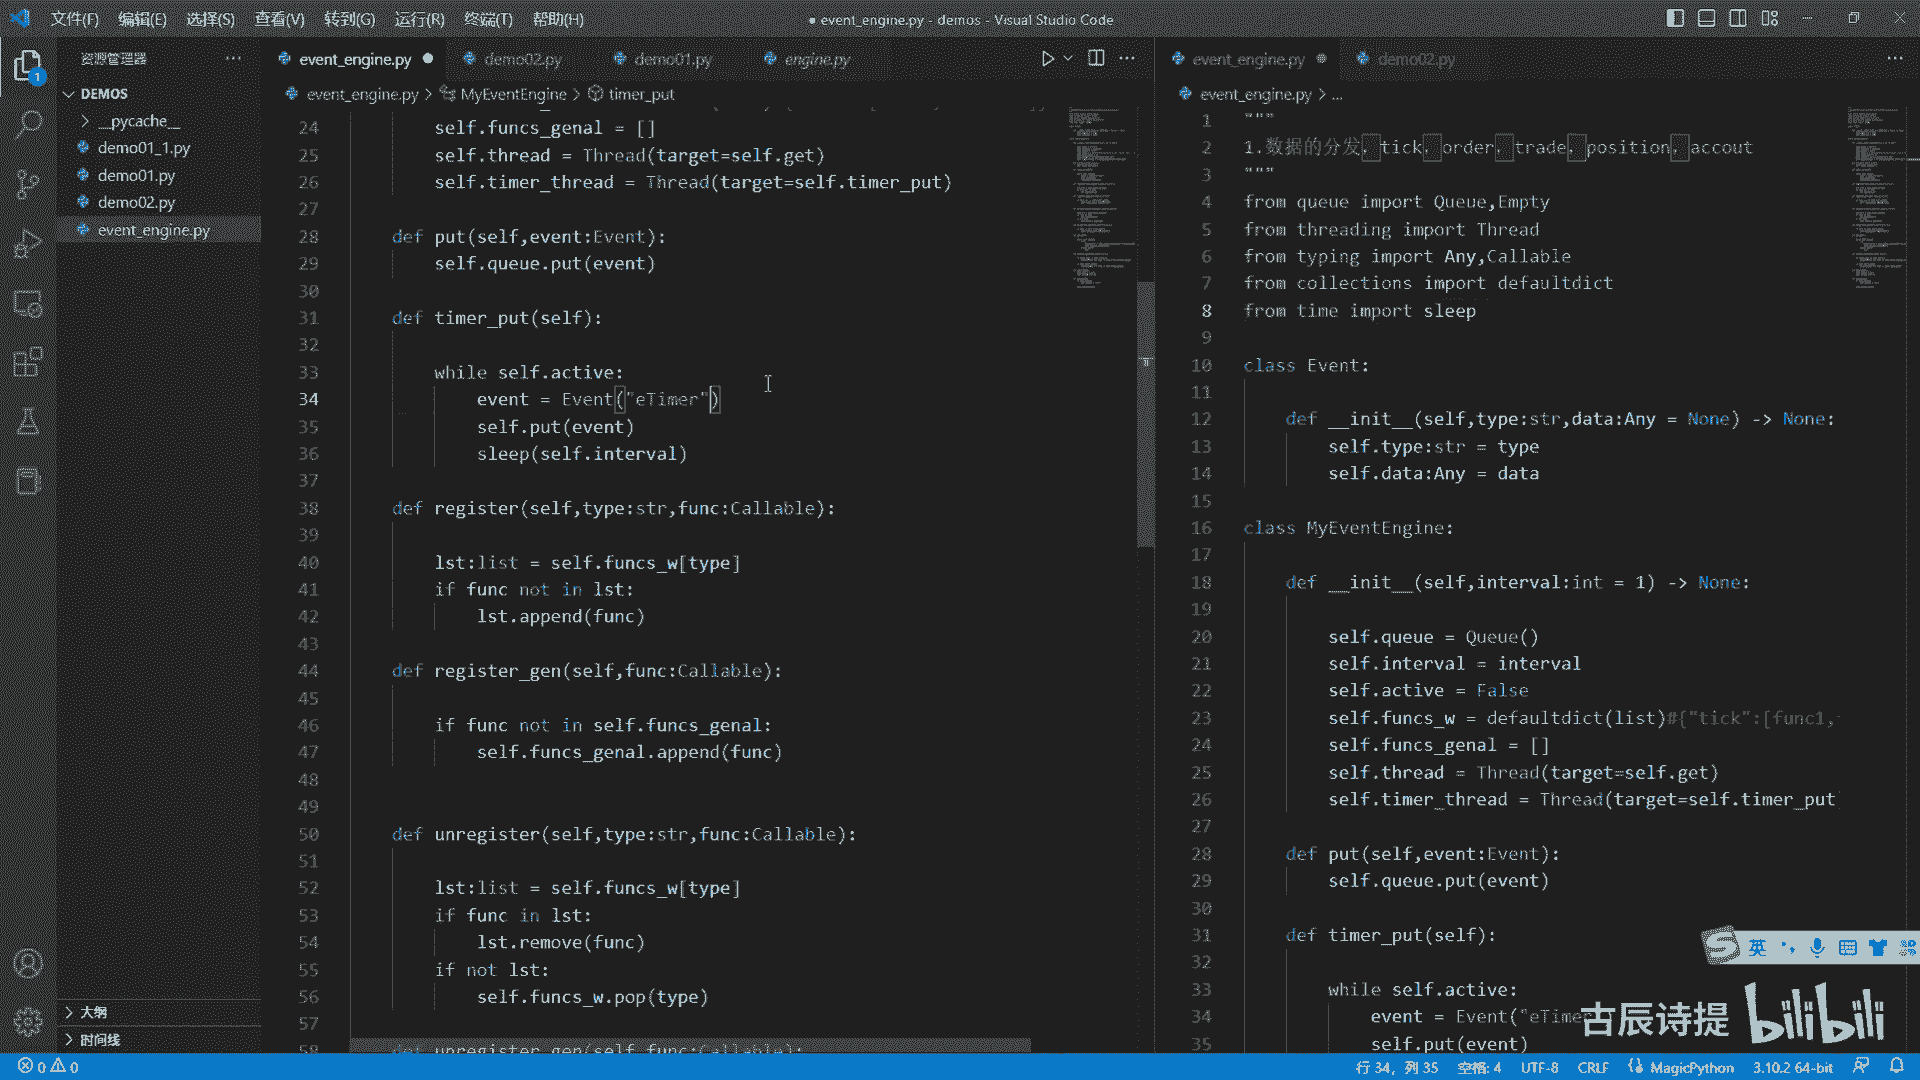 文件(F) 编辑(E) 选择(S) 查看(V) 转到(G) 运行(R) 终端(T) 帮助(H)
● event_engine.py - demos - Visual Studio Code
资源管理器
DEMOS
__pycache__
demo01_1.py
demo01.py
demo02.py
event_engine.py
大纲
时间线
event_engine.py demo02.py demo01.py engine.py
event_engine.py > MyEventEngine > timer_put
24 self.funcs_genal = []
25 self.thread = Thread(target=self.get)
26 self.timer_thread = Thread(target=self.timer_put)
27
28 def put(self,event:Event):
29 self.queue.put(event)
30
31 def timer_put(self):
32
33 while self.active:
34 event = Event("eTimer")
35 self.put(event)
36 sleep(self.interval)
37
38 def register(self,type:str,func:Callable):
39
40 lst:list = self.funcs_w[type]
41 if func not in lst:
42 lst.append(func)
43
44 def register_gen(self,func:Callable):
45
46 if func not in self.funcs_genal:
47 self.funcs_genal.append(func)
48
49
50 def unregister(self,type:str,func:Callable):
51
52 lst:list = self.funcs_w[type]
53 if func in lst:
54 lst.remove(func)
55 if not lst:
56 self.funcs_w.pop(type)
57
58 def unregister_gen(self,func:Callable):
event_engine.py demo02.py
event_engine.py > ...
1 """
2 1.数据的分发，tick，order，trade，position，accout
3 """
4 from queue import Queue,Empty
5 from threading import Thread
6 from typing import Any,Callable
7 from collections import defaultdict
8 from time import sleep
9
10 class Event:
11
12 def __init__(self,type:str,data:Any = None) -> None:
13 self.type:str = type
14 self.data:Any = data
15
16 class MyEventEngine:
17
18 def __init__(self,interval:int = 1) -> None:
19
20 self.queue = Queue()
21 self.interval = interval
22 self.active = False
23 self.funcs_w = defaultdict(list)#{"tick":[func1,
24 self.funcs_genal = []
25 self.thread = Thread(target=self.get)
26 self.timer_thread = Thread(target=self.timer_put
27
28 def put(self,event:Event):
29 self.queue.put(event)
30
31 def timer_put(self):
32
33 while self.active:
34 event = Event("eTimer
35 self.put(event)
英
古辰诗提 bilibili
0 0
行 34，列 35 空格: 4 UTF-8 CRLF MagicPython 3.10.2 64-bit